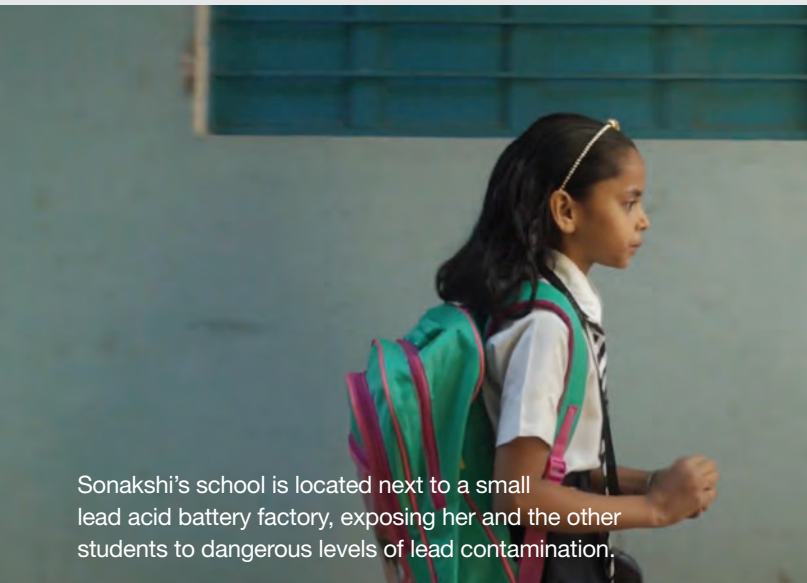 Sonakshi’s school is located next to a small
lead acid battery factory, exposing her and the other
students to dangerous levels of lead contamination.